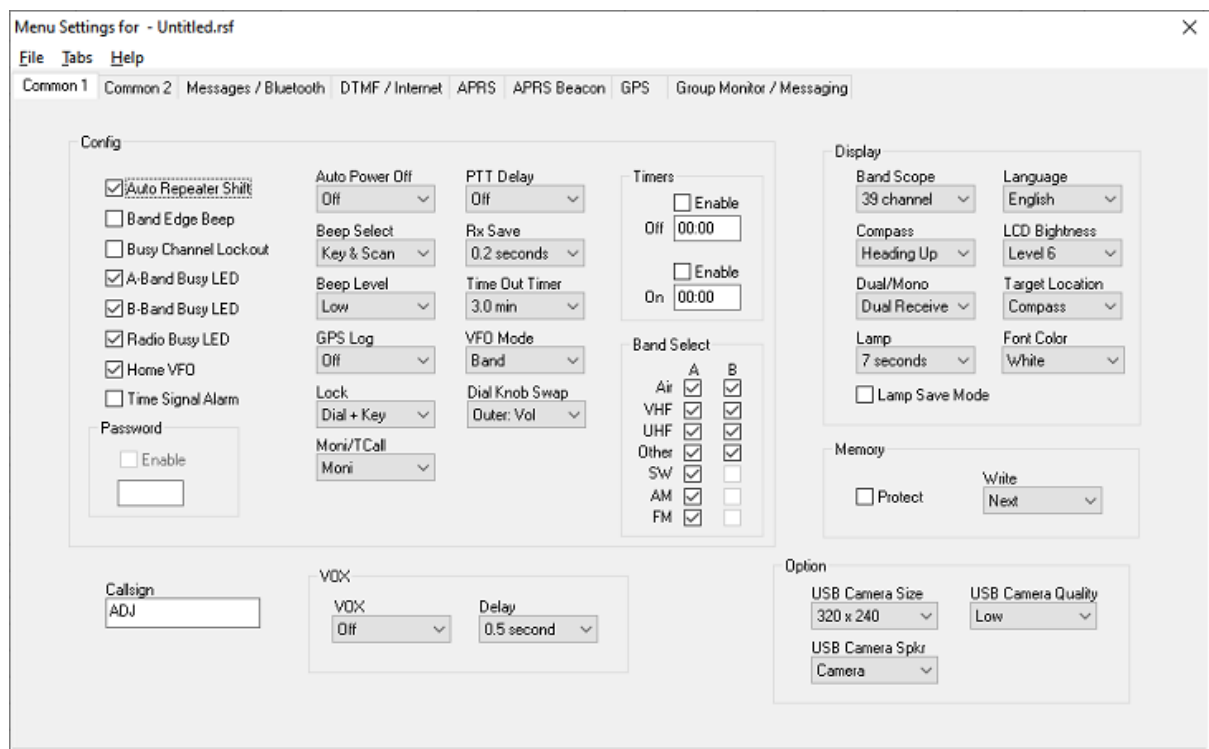 Menu Settings for - Untitled.rsf
File Tabs Help
Common 1 Common 2 Messages / Bluetooth DTMF / Internet APRS APRS Beacon GPS Group Monitor / Messaging
Config
Auto Repeater Shift
Band Edge Beep
Busy Channel Lockout
A-Band Busy LED
B-Band Busy LED
Radio Busy LED
Home VFO
Time Signal Alarm
Password
Enable
Auto Power Off
Off
Beep Select
Key & Scan
Beep Level
Low
GPS Log
Off
Lock
Dial + Key
Moni/TCall
Moni
PTT Delay
Off
Rx Save
0.2 seconds
Time Out Timer
3.0 min
VFO Mode
Band
Dial Knob Swap
Outer: Vol
Timers
Enable
Off 00:00
Enable
On 00:00
Band Select
A B
Air
VHF
UHF
Other
SW
AM
FM
Display
Band Scope
39 channel
Compass
Heading Up
Dual/Mono
Dual Receive
Lamp
7 seconds
Lamp Save Mode
Language
English
LCD Bightness
Level 6
Target Location
Compass
Font Color
White
Memory
Protect
Write
Next
Callsign
ADJ
VOX
VOX
Off
Delay
0.5 second
Option
USB Camera Size
320 x 240
USB Camera Quality
Low
USB Camera Spkr
Camera